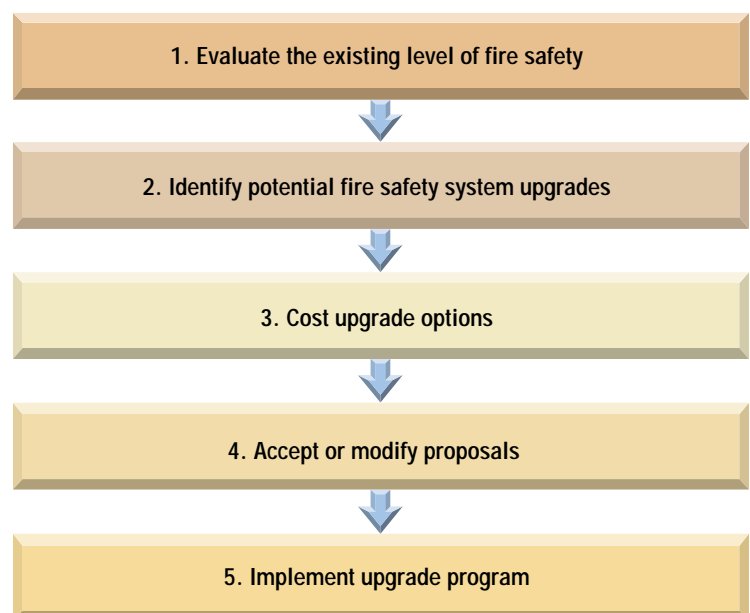 1. Evaluate the existing level of fire safety
2. Identify potential fire safety system upgrades
3. Cost upgrade options
4. Accept or modify proposals
5. Implement upgrade program